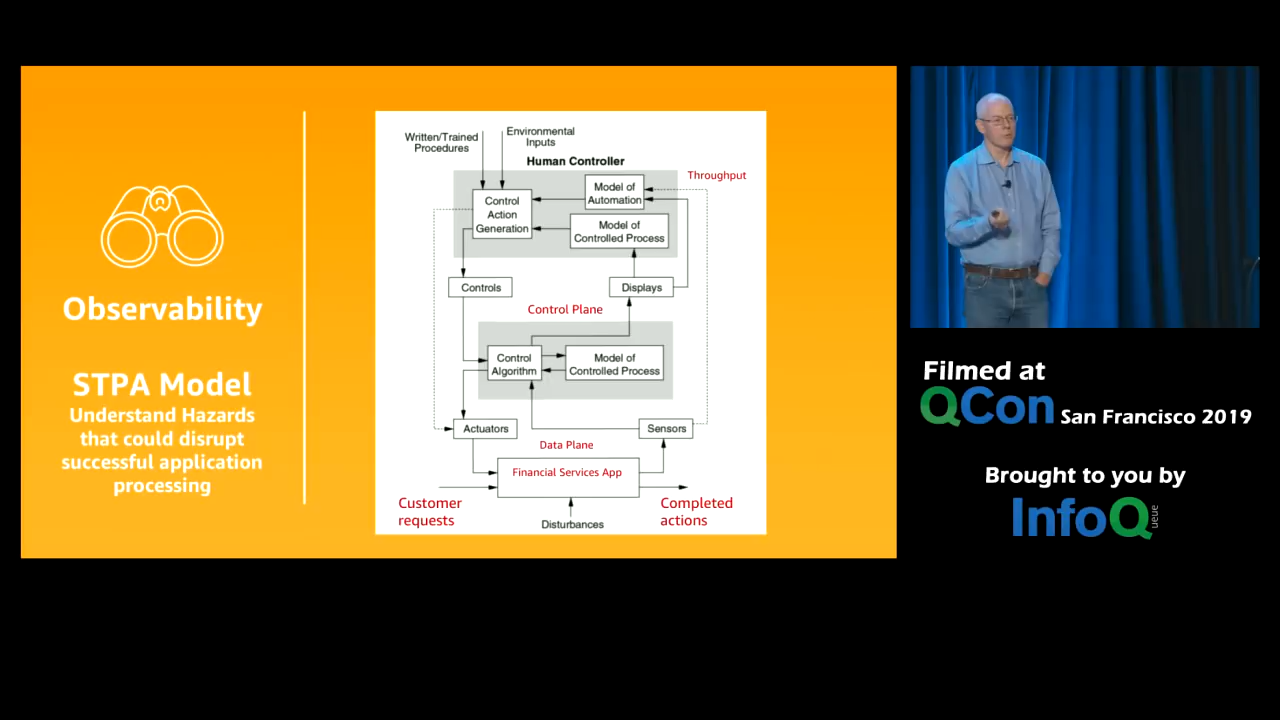 Observability
STPA Model
Understand Hazards
that could disrupt
successful application
processing
Written/Trained
Procedures
Environmental
Inputs
Human Controller
Throughput
Control
Action
Generation
Model of
Automation
Model of
Controlled Process
Controls
Displays
Control Plane
Control
Algorithm
Model of
Controlled Process
Actuators
Sensors
Data Plane
Financial Services App
Customer
requests
Completed
actions
Disturbances
Filmed at
QCon San Francisco 2019
Brought to you by
InfoQ
ueue